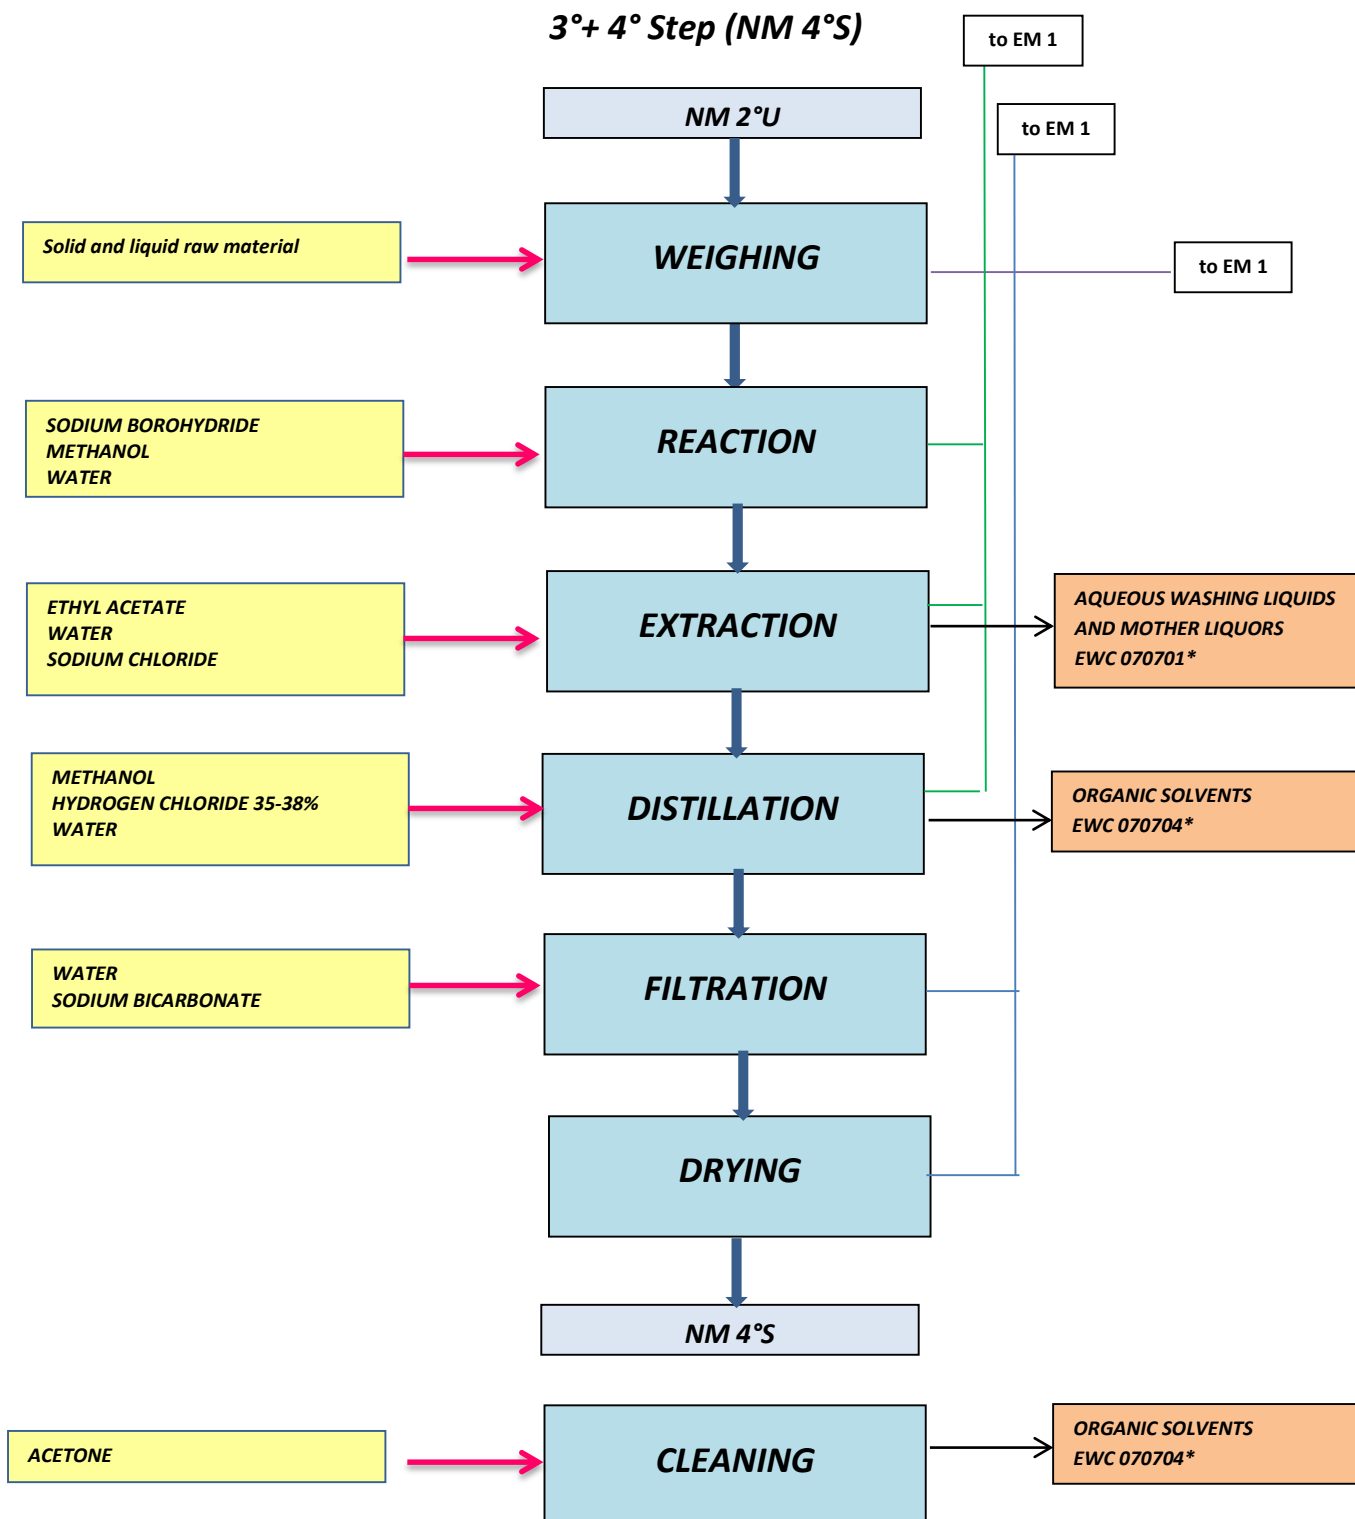 3°+ 4° Step (NM 4°S)
to EM 1
NM 2°U
to EM 1
Solid and liquid raw material
WEIGHING
to EM 1
SODIUM BOROHYDRIDE
METHANOL
WATER
REACTION
ETHYL ACETATE
WATER
SODIUM CHLORIDE
EXTRACTION
AQUEOUS WASHING LIQUIDS
AND MOTHER LIQUORS
EWC 070701*
METHANOL
HYDROGEN CHLORIDE 35-38%
WATER
DISTILLATION
ORGANIC SOLVENTS
EWC 070704*
WATER
SODIUM BICARBONATE
FILTRATION
DRYING
NM 4°S
ACETONE
CLEANING
ORGANIC SOLVENTS
EWC 070704*